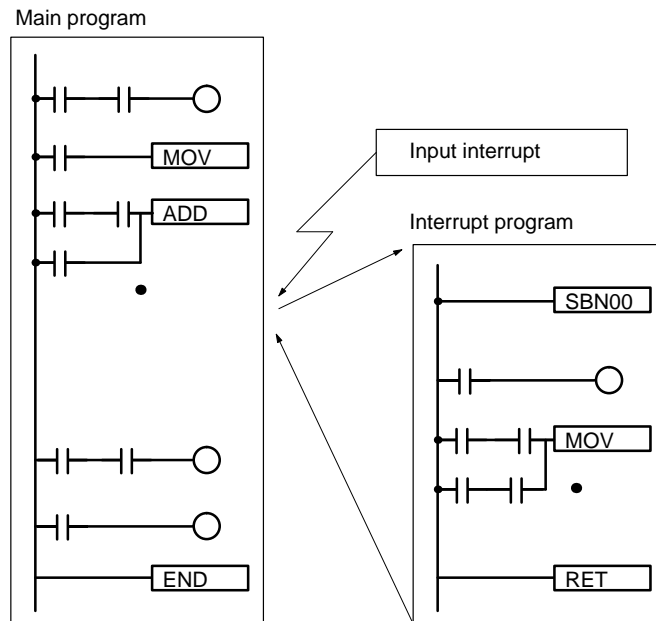 Main program
MOV
ADD
END
Input interrupt
Interrupt program
SBN00
MOV
RET